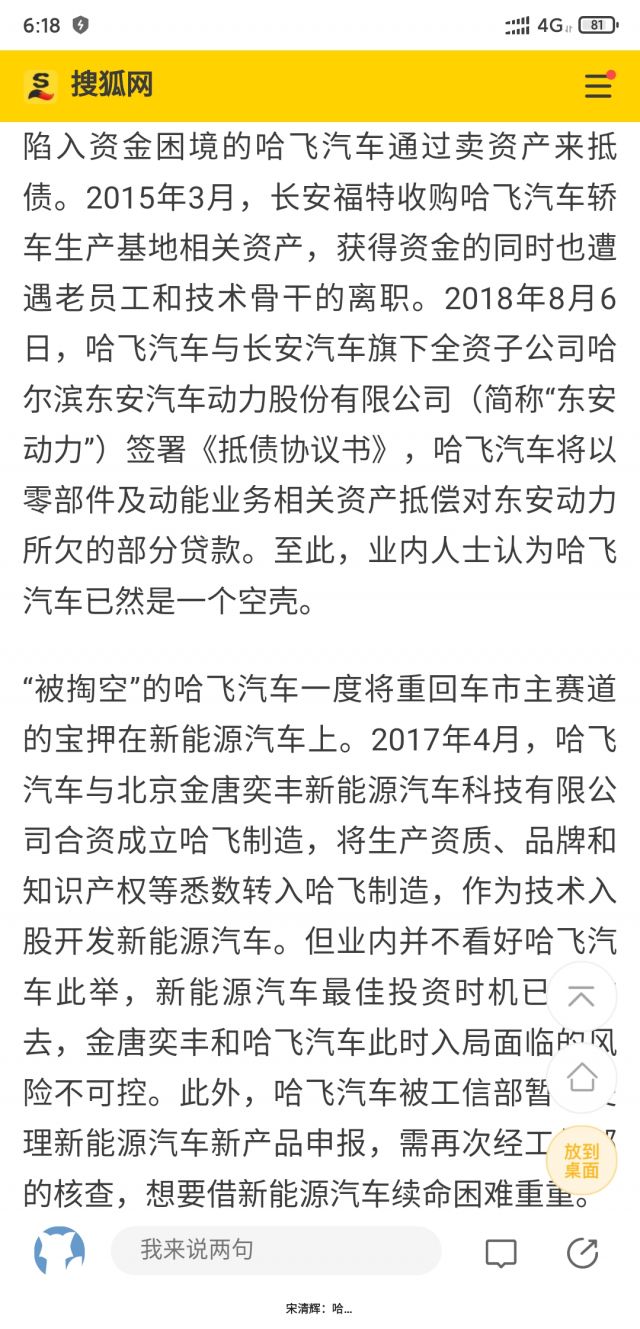 6:18
4G
81
搜狐网
陷入资金困境的哈飞汽车通过卖资产来抵
债。2015年3月，长安福特收购哈飞汽车轿
车生产基地相关资产，获得资金的同时也遭
遇老员工和技术骨干的离职。2018年8月6
日，哈飞汽车与长安汽车旗下全资子公司哈
尔滨东安汽车动力股份有限公司（简称“东安
动力”）签署《抵债协议书》，哈飞汽车将以
零部件及动能业务相关资产抵偿对东安动力
所欠的部分贷款。至此，业内人士认为哈飞
汽车已然是一个空壳。
“被掏空”的哈飞汽车一度将重回车市主赛道
的宝押在新能源汽车上。2017年4月，哈飞
汽车与北京金唐奕丰新能源汽车科技有限公
司合资成立哈飞制造，将生产资质、品牌和
知识产权等悉数转入哈飞制造，作为技术入
股开发新能源汽车。但业内并不看好哈飞汽
车此举，新能源汽车最佳投资时机已
去，金唐奕丰和哈飞汽车此时入局面临的风
险不可控。此外，哈飞汽车被工信部暂
理新能源汽车新产品申报，需再次经工
的核查，想要借新能源汽车续命困难重重。
放到
桌面
我来说两句
宋清辉：哈...